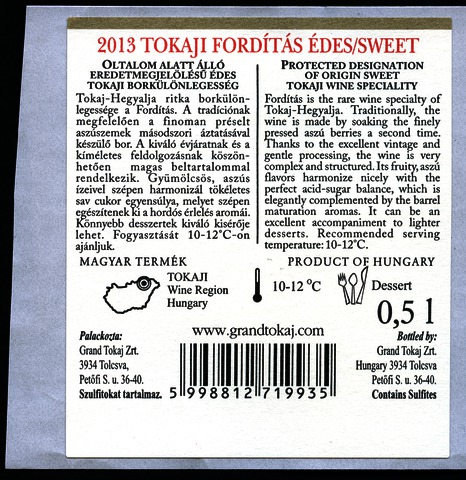 2013 TOKAJI FORDÍTÁS ÉDES/SWEET
OLTALOM ALATT ÁLLÓ
EREDETMEGJELÖLÉSŰ ÉDES
TOKAJI BORKÜLÖNLEGESSÉG
Tokaj-Hegyalja ritka borkülön-
legessége a Fordítás. A tradíciónak
megfelelően a finoman préselt
aszúszemek másodszori áztatásával
készülő bor. A kiváló évjáratnak és a
kíméletes feldolgozásnak köszön-
hetően magas beltartalommal
rendelkezik. Gyümölcsös, aszús
ízeivel szépen harmonizál tökéletes
sav cukor egyensúlya, melyet szépen
egészítenek ki a hordós érlelés aromái.
Könnyebb desszertek kiváló kísérője
lehet. Fogyasztását 10-12°C-on
ajánljuk.
PROTECTED DESIGNATION
OF ORIGIN SWEET
TOKAJI WINE SPECIALITY
Fordítás is the rare wine specialty of
Tokaj-Hegyalja. Traditionally, the
wine is made by soaking the finely
pressed aszú berries a second time.
Thanks to the excellent vintage and
gentle processing, the wine is very
complex and structured. Its fruity, aszú
flavors harmonize nicely with the
perfect acid-sugar balance, which is
elegantly complemented by the barrel
maturation aromas. It can be an
excellent accompaniment to lighter
desserts. Recommended serving
temperature: 10-12°C.
MAGYAR TERMÉK
PRODUCT OF HUNGARY
TOKAJI
Wine Region
Hungary
10-12 °C
Dessert
0,5 l
www.grandtokaj.com
Palackozta:
Grand Tokaj Zrt.
3934 Tolcsva,
Petőfi S. u. 36-40.
Szulfitokat tartalmaz.
Bottled by:
Grand Tokaj Zrt.
Hungary 3934 Tolcsva
Petőfi S. u. 36-40.
Contains Sulfites
5 998812 719935